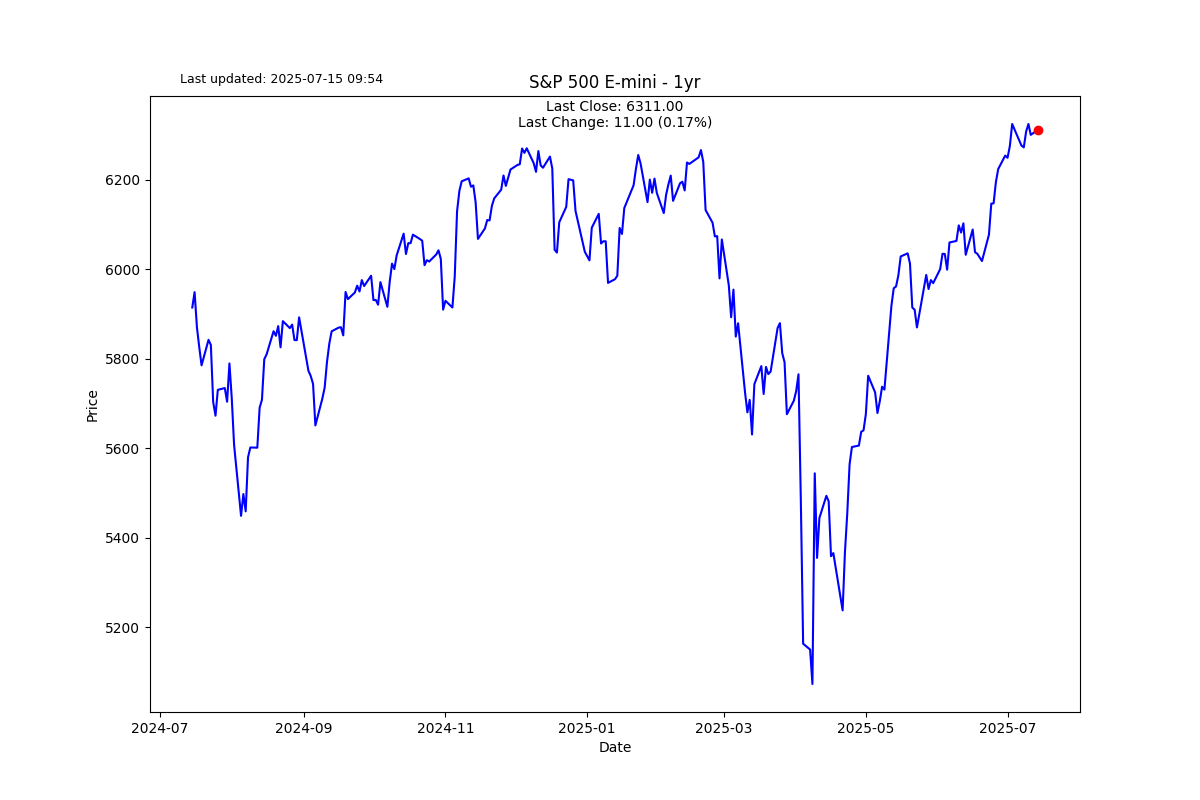 Last updated: 2025-07-15 09:54
S&P 500 E-mini - 1yr
Last Close: 6311.00
Last Change: 11.00 (0.17%)
Price
6200
6000
5800
5600
5400
5200
2024-07
2024-09
2024-11
2025-01
2025-03
2025-05
2025-07
Date